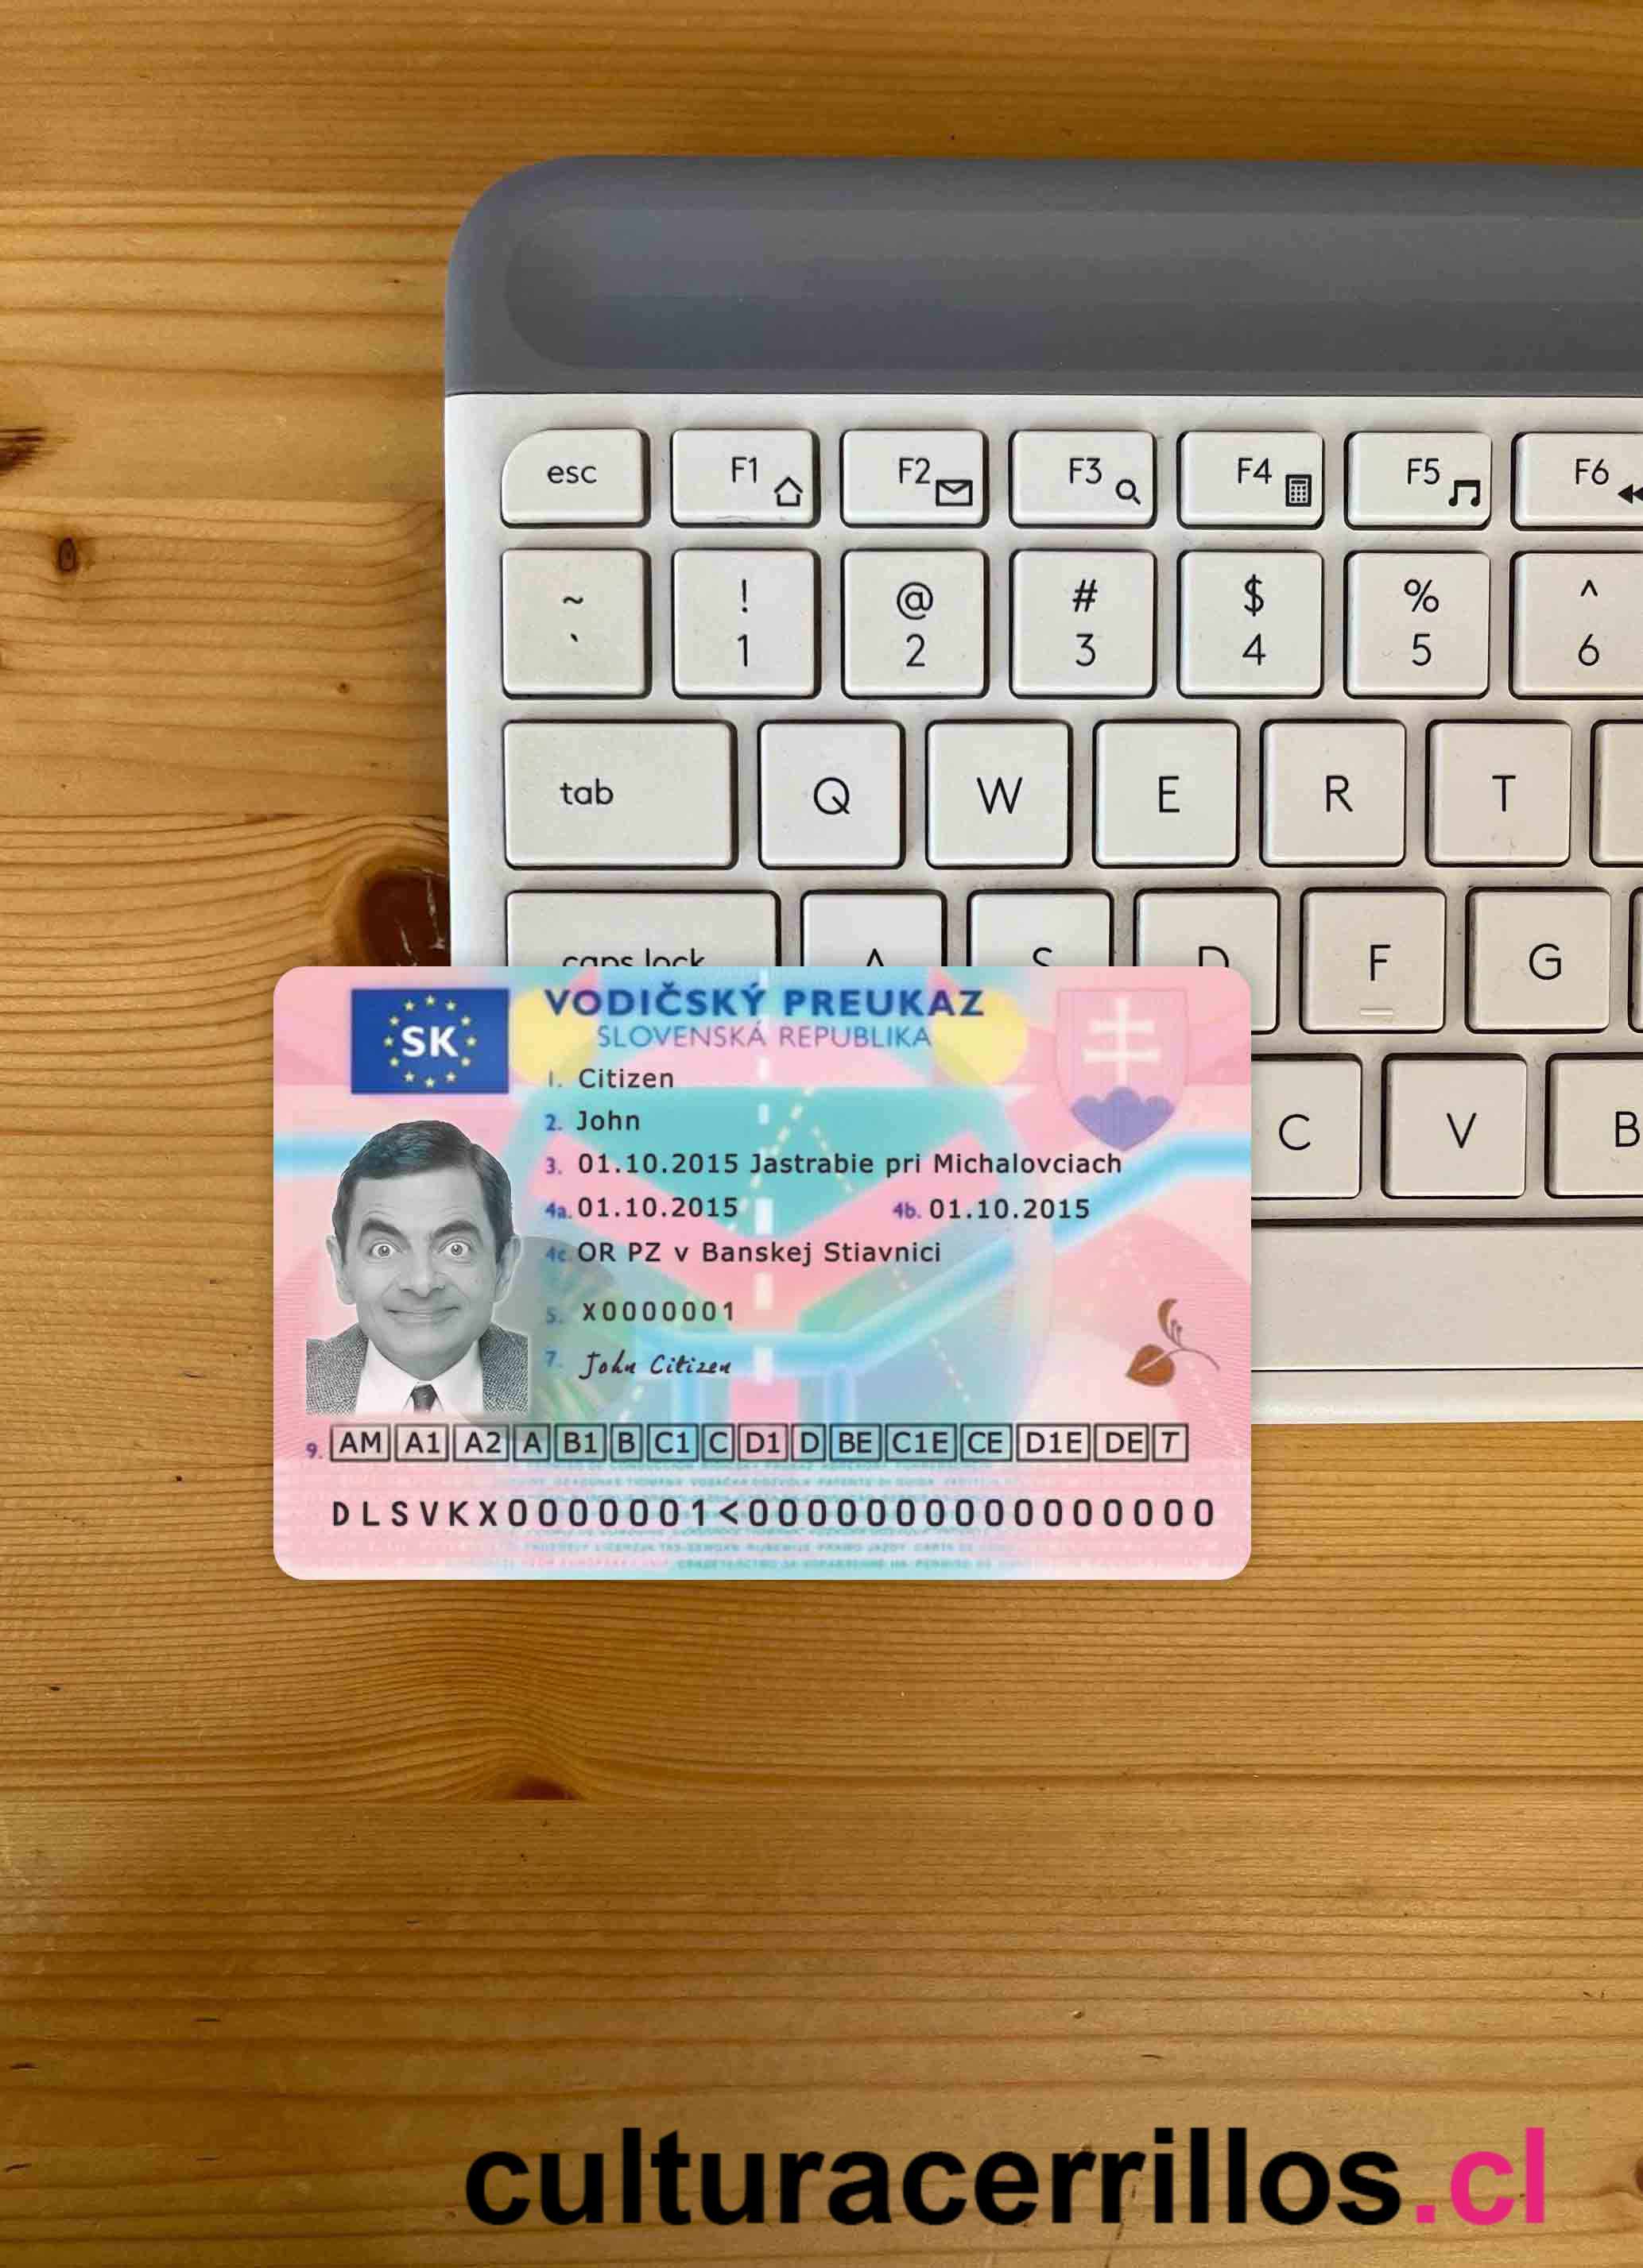 esc F1 F2 F3 F4 F5 F6
~ ! @ # $ % ^
` 1 2 3 4 5 6
tab Q W E R T
caps lock A S D F G
C V B
SK
VODIČSKÝ PREUKAZ
SLOVENSKÁ REPUBLIKA
1. Citizen
2. John
3. 01.10.2015 Jastrabie pri Michalovciach
4a. 01.10.2015 4b. 01.10.2015
4c. OR PZ v Banskej Stiavnici
5. X0000001
7. John Citizen
9. AM A1 A2 A B1 B C1 C D1 D BE C1E CE D1E DE T
DLSVKX0000001<0000000000000000
culturacerrillos.cl